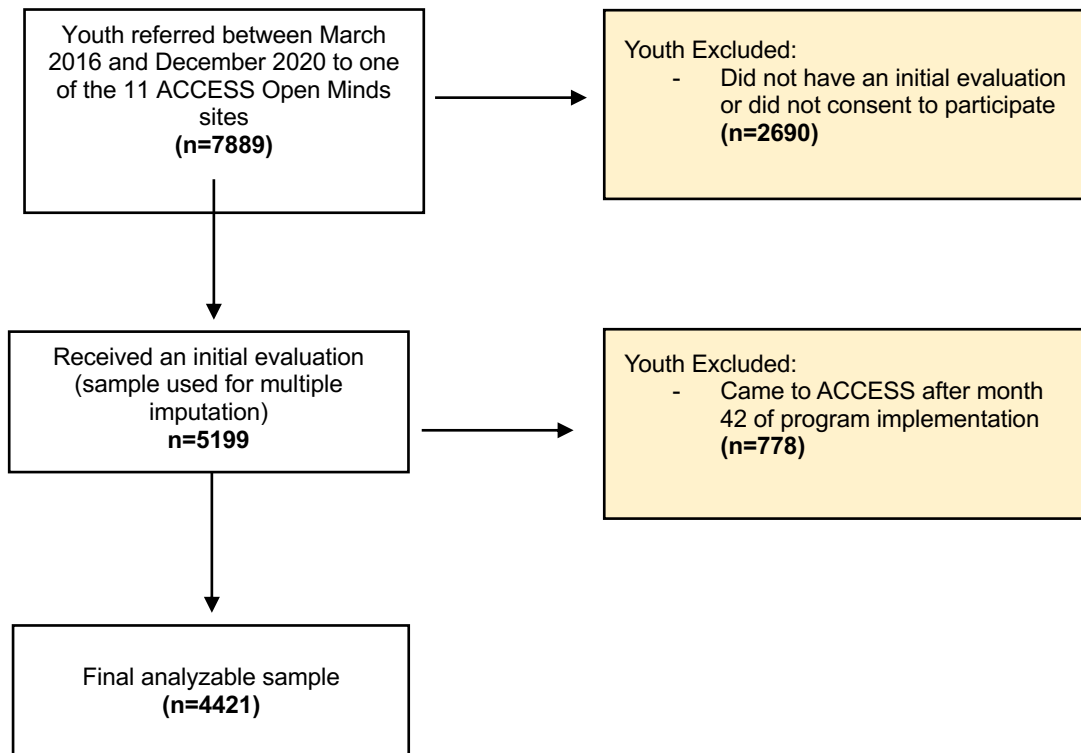 Youth referred between March
2016 and December 2020 to one
of the 11 ACCESS Open Minds
sites
(n=7889)
Youth Excluded:
- Did not have an initial evaluation
or did not consent to participate
(n=2690)
Received an initial evaluation
(sample used for multiple
imputation)
n=5199
Youth Excluded:
- Came to ACCESS after month
42 of program implementation
(n=778)
Final analyzable sample
(n=4421)